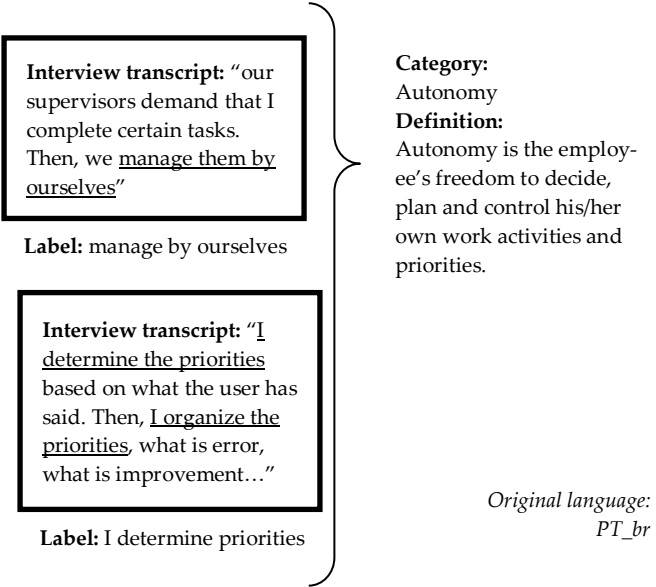 Interview transcript: “our
supervisors demand that I
complete certain tasks.
Then, we manage them by
ourselves”
Label: manage by ourselves
Interview transcript: “I
determine the priorities
based on what the user has
said. Then, I organize the
priorities, what is error,
what is improvement…”
Label: I determine priorities
Category:
Autonomy
Definition:
Autonomy is the employ-
ee’s freedom to decide,
plan and control his/her
own work activities and
priorities.
Original language:
PT_br